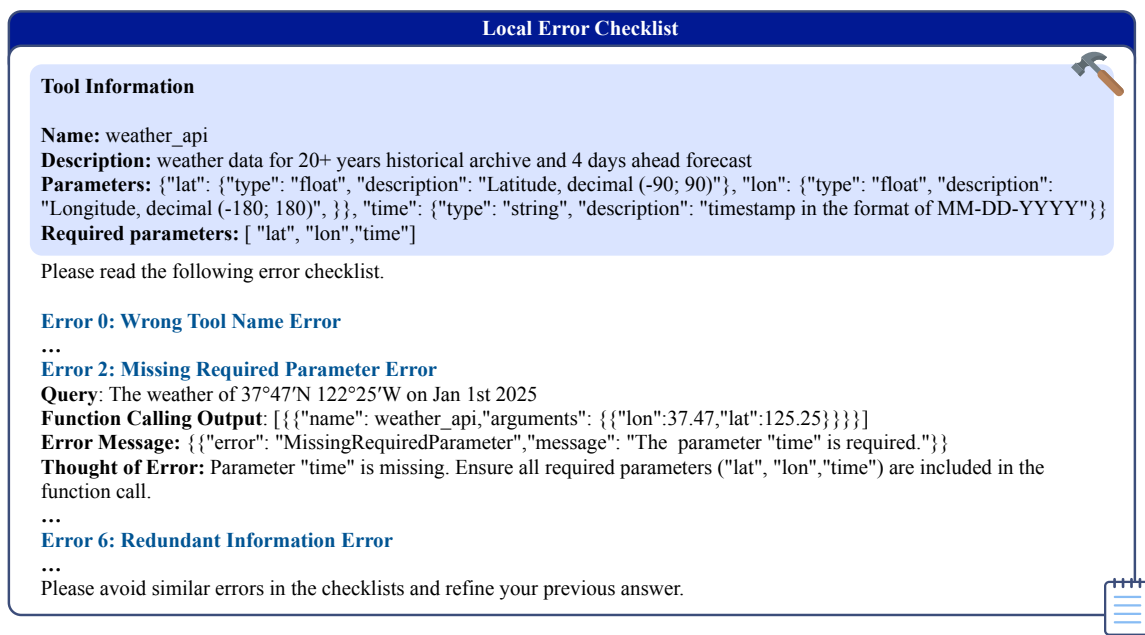 Local Error Checklist
Tool Information
Name: weather_api
Description: weather data for 20+ years historical archive and 4 days ahead forecast
Parameters: {"lat": {"type": "float", "description": "Latitude, decimal (-90; 90)"}, "lon": {"type": "float", "description":
"Longitude, decimal (-180; 180)", }}, "time": {"type": "string", "description": "timestamp in the format of MM-DD-YYYY"}}
Required parameters: [ "lat", "lon","time"]
Please read the following error checklist.
Error 0: Wrong Tool Name Error
...
Error 2: Missing Required Parameter Error
Query: The weather of 37°47′N 122°25′W on Jan 1st 2025
Function Calling Output: [{{"name": weather_api,"arguments": {{"lon":37.47,"lat":125.25}}}}]
Error Message: {{"error": "MissingRequiredParameter","message": "The  parameter "time" is required."}}
Thought of Error: Parameter "time" is missing. Ensure all required parameters ("lat", "lon","time") are included in the
function call.
...
Error 6: Redundant Information Error
...
Please avoid similar errors in the checklists and refine your previous answer.